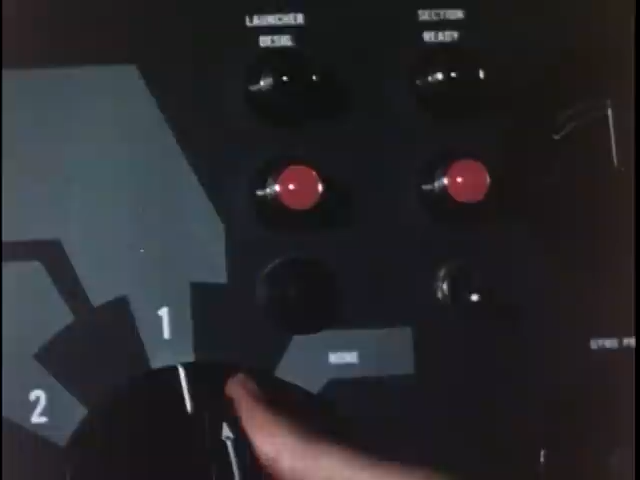 LAUNCHER
DESIG
SECTION
READY
1
NONE
2